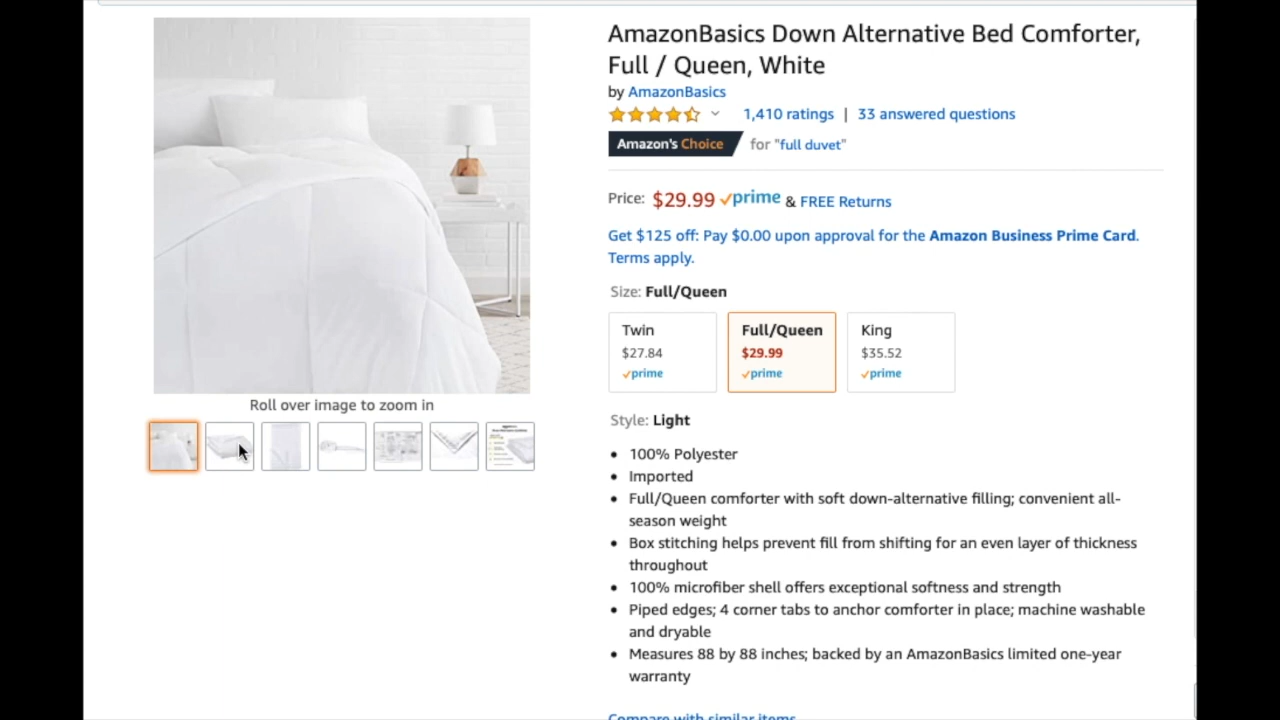 AmazonBasics Down Alternative Bed Comforter,
Full / Queen, White
by AmazonBasics
1,410 ratings | 33 answered questions
Amazon's Choice for "full duvet"
Price: $29.99 prime & FREE Returns
Get $125 off: Pay $0.00 upon approval for the Amazon Business Prime Card.
Terms apply.
Size: Full/Queen
Twin
$27.84
prime
Full/Queen
$29.99
prime
King
$35.52
prime
Roll over image to zoom in
Style: Light
• 100% Polyester
• Imported
• Full/Queen comforter with soft down-alternative filling; convenient all-
season weight
• Box stitching helps prevent fill from shifting for an even layer of thickness
throughout
• 100% microfiber shell offers exceptional softness and strength
• Piped edges; 4 corner tabs to anchor comforter in place; machine washable
and dryable
• Measures 88 by 88 inches; backed by an AmazonBasics limited one-year
warranty
Compare with similar items